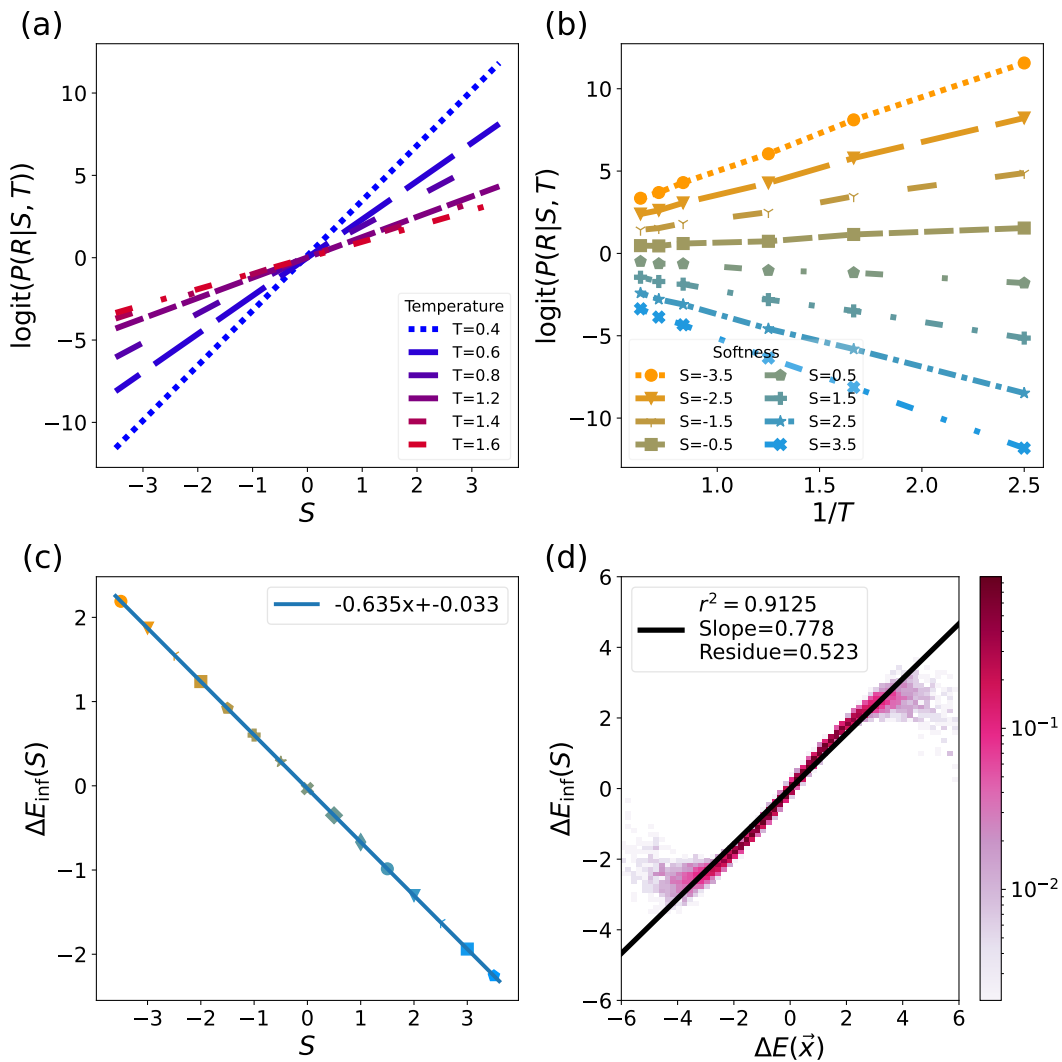 (a)
logit(P(R|S, T))
10
5
0
−5
−10
−3 −2 −1 0 1 2 3
S
Temperature
T=0.4
T=0.6
T=0.8
T=1.2
T=1.4
T=1.6
(b)
logit(P(R|S, T)
10
5
0
−5
−10
1.0 1.5 2.0 2.5
1/T
Softness
S=-3.5
S=-2.5
S=-1.5
S=-0.5
S=0.5
S=1.5
S=2.5
S=3.5
(c)
ΔE_inf(S)
2
1
0
−1
−2
−3 −2 −1 0 1 2 3
S
-0.635x+-0.033
(d)
ΔE_inf(S)
6
4
2
0
−2
−4
−6
−6 −4 −2 0 2 4 6
ΔE(x⃗)
r² = 0.9125
Slope=0.778
Residue=0.523
10⁻¹
10⁻²